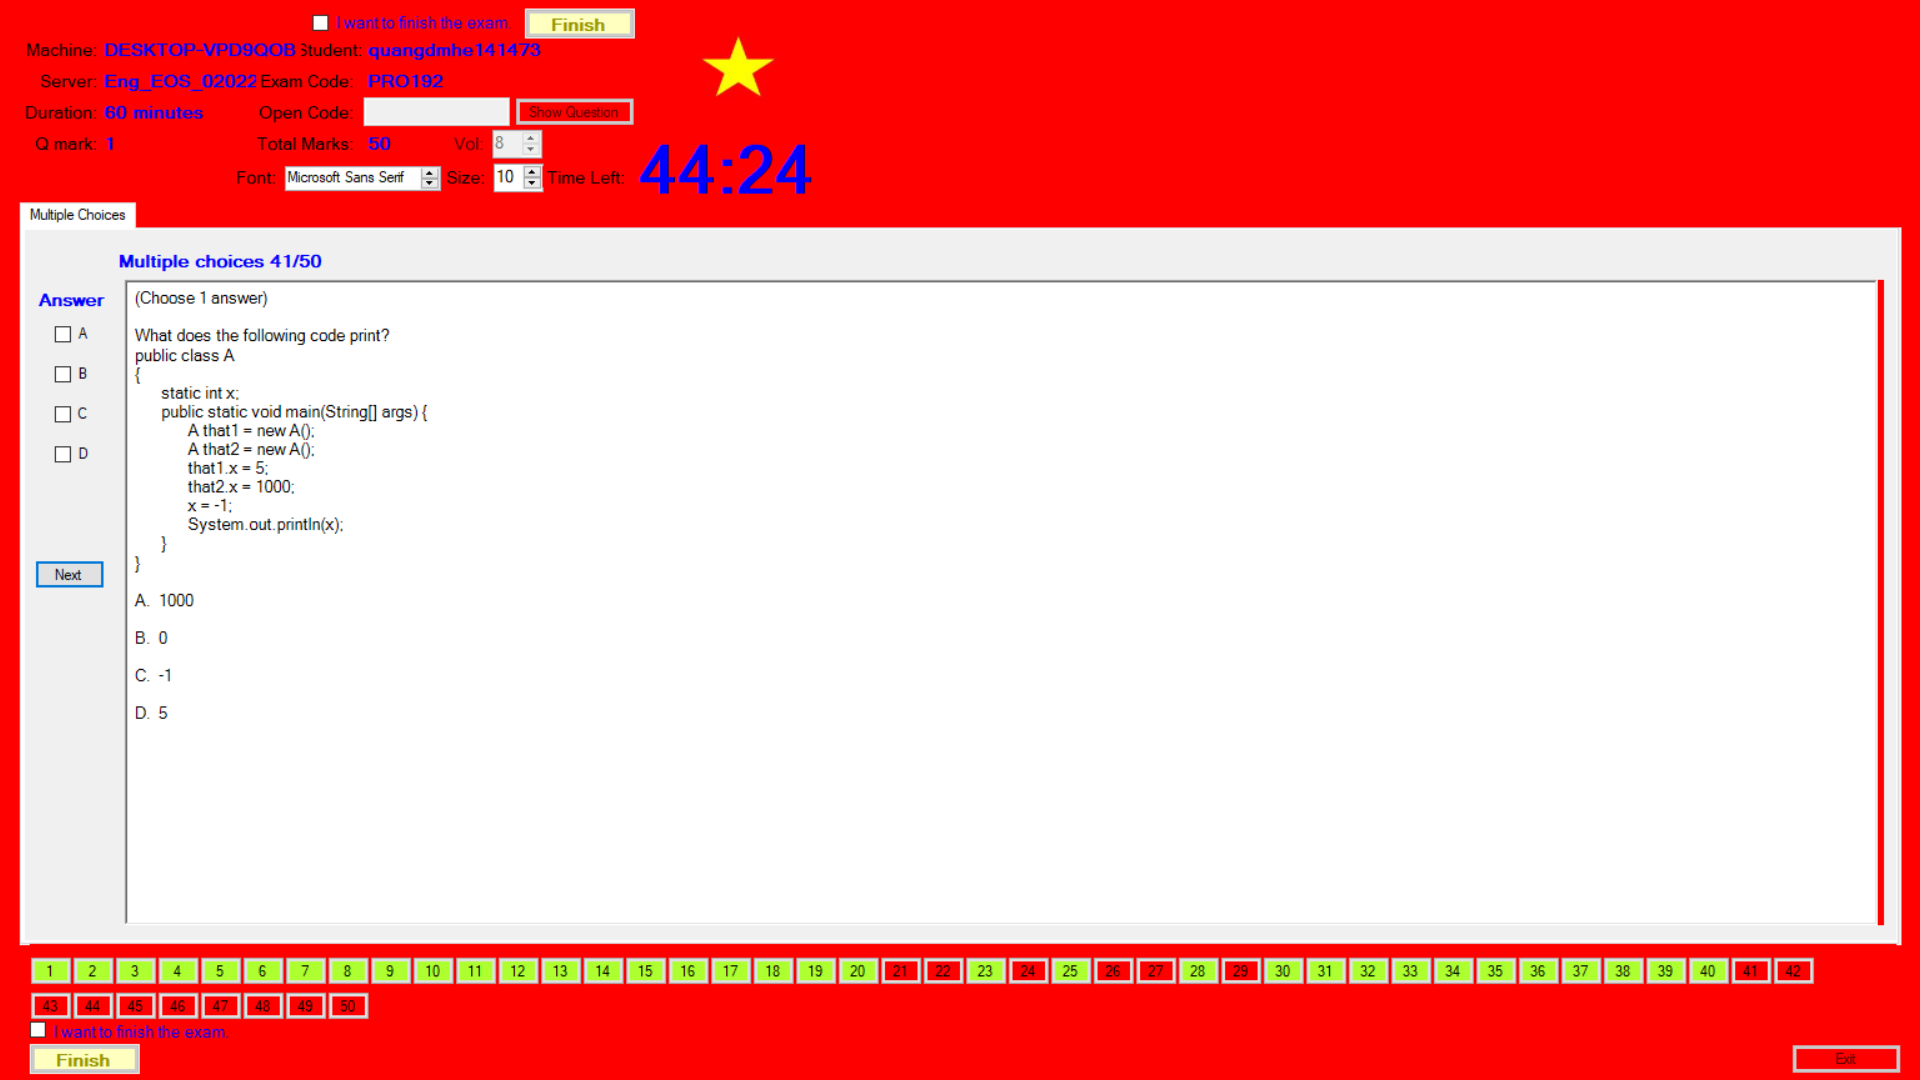 I want to finish the exam.
Finish
Machine: DESKTOP-VPD9QOB Student: quangdmhe141473
Server: Eng_EOS_02022 Exam Code: PRO192
Duration: 60 minutes Open Code: Show Question
Q mark: 1 Total Marks: 50 Vol: 8
Font: Microsoft Sans Serif Size: 10 Time Left: 44:24
Multiple Choices
Multiple choices 41/50
Answer
A
B
C
D
Next
(Choose 1 answer)
What does the following code print?
public class A
{
static int x;
public static void main(String[] args) {
A that1 = new A();
A that2 = new A();
that1.x = 5;
that2.x = 1000;
x = -1;
System.out.println(x);
}
}
A. 1000
B. 0
C. -1
D. 5
1 2 3 4 5 6 7 8 9 10 11 12 13 14 15 16 17 18 19 20 21 22 23 24 25 26 27 28 29 30 31 32 33 34 35 36 37 38 39 40 41 42
43 44 45 46 47 48 49 50
I want to finish the exam.
Finish
Exit